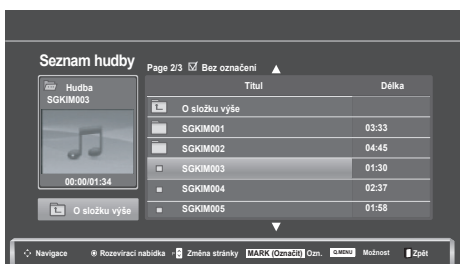 Seznam hudby
Page 2/3 Bez označení
Hudba
SGKIM003
00:00/01:34
O složku výše
Titul Délka
O složku výše
SGKIM001 03:33
SGKIM002 04:45
SGKIM003 01:30
SGKIM004 02:37
SGKIM005 01:58
Navigace Rozevírací nabídka Změna stránky MARK (Označit) Ozn. Q.MENU Možnost Zpět